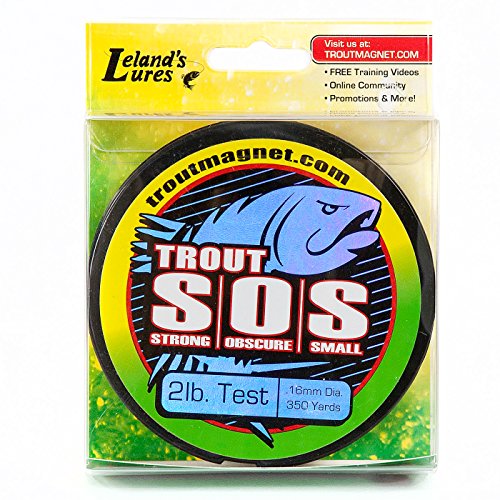 Leland's
Lures
Visit us at:
TROUTMAGNET.COM
• FREE Training Videos
• Online Community
• Promotions & More!
troutmagnet.com
TROUT
S|O|S
STRONG OBSCURE SMALL
2lb. Test
.16mm Dia.
350 Yards